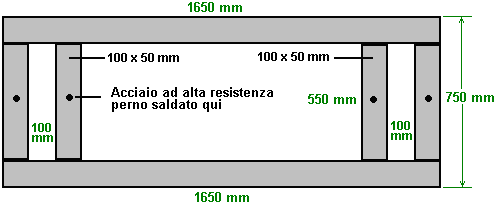 1650 mm
100 x 50 mm
100 x 50 mm
Acciaio ad alta resistenza
perno saldato qui
550 mm
750 mm
100
mm
100
mm
1650 mm